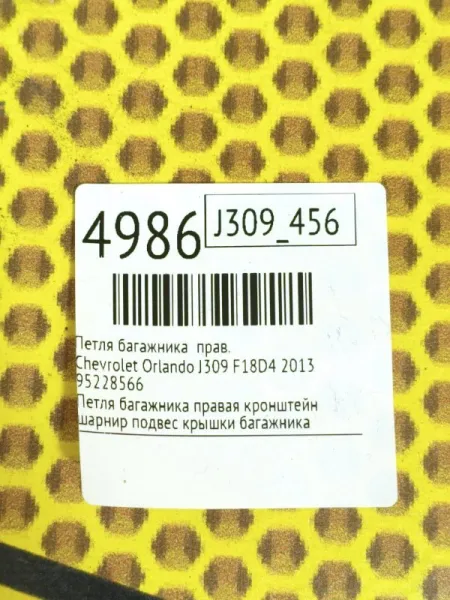 4986
J309_456
Петля багажника прав.
Chevrolet Orlando J309 F18D4 2013
95228566
Петля багажника правая кронштейн
шарнир подвес крышки багажника